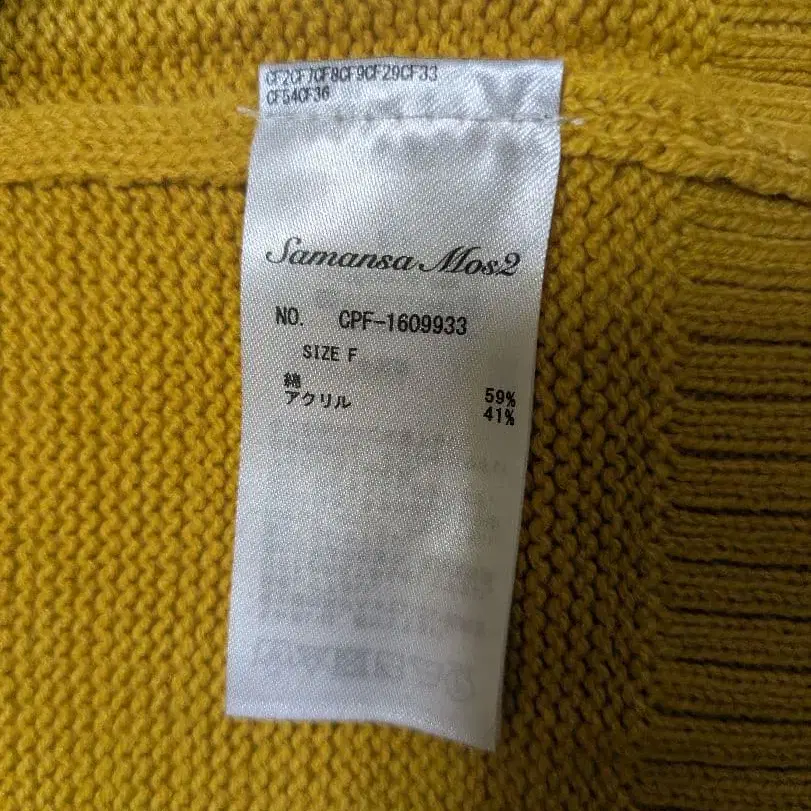 CF2CF7CF8CF9CF29CF33
CF54CF36
Samansa Mos2
NO. CPF-1609933
SIZE F
綿 59%
アクリル 41%